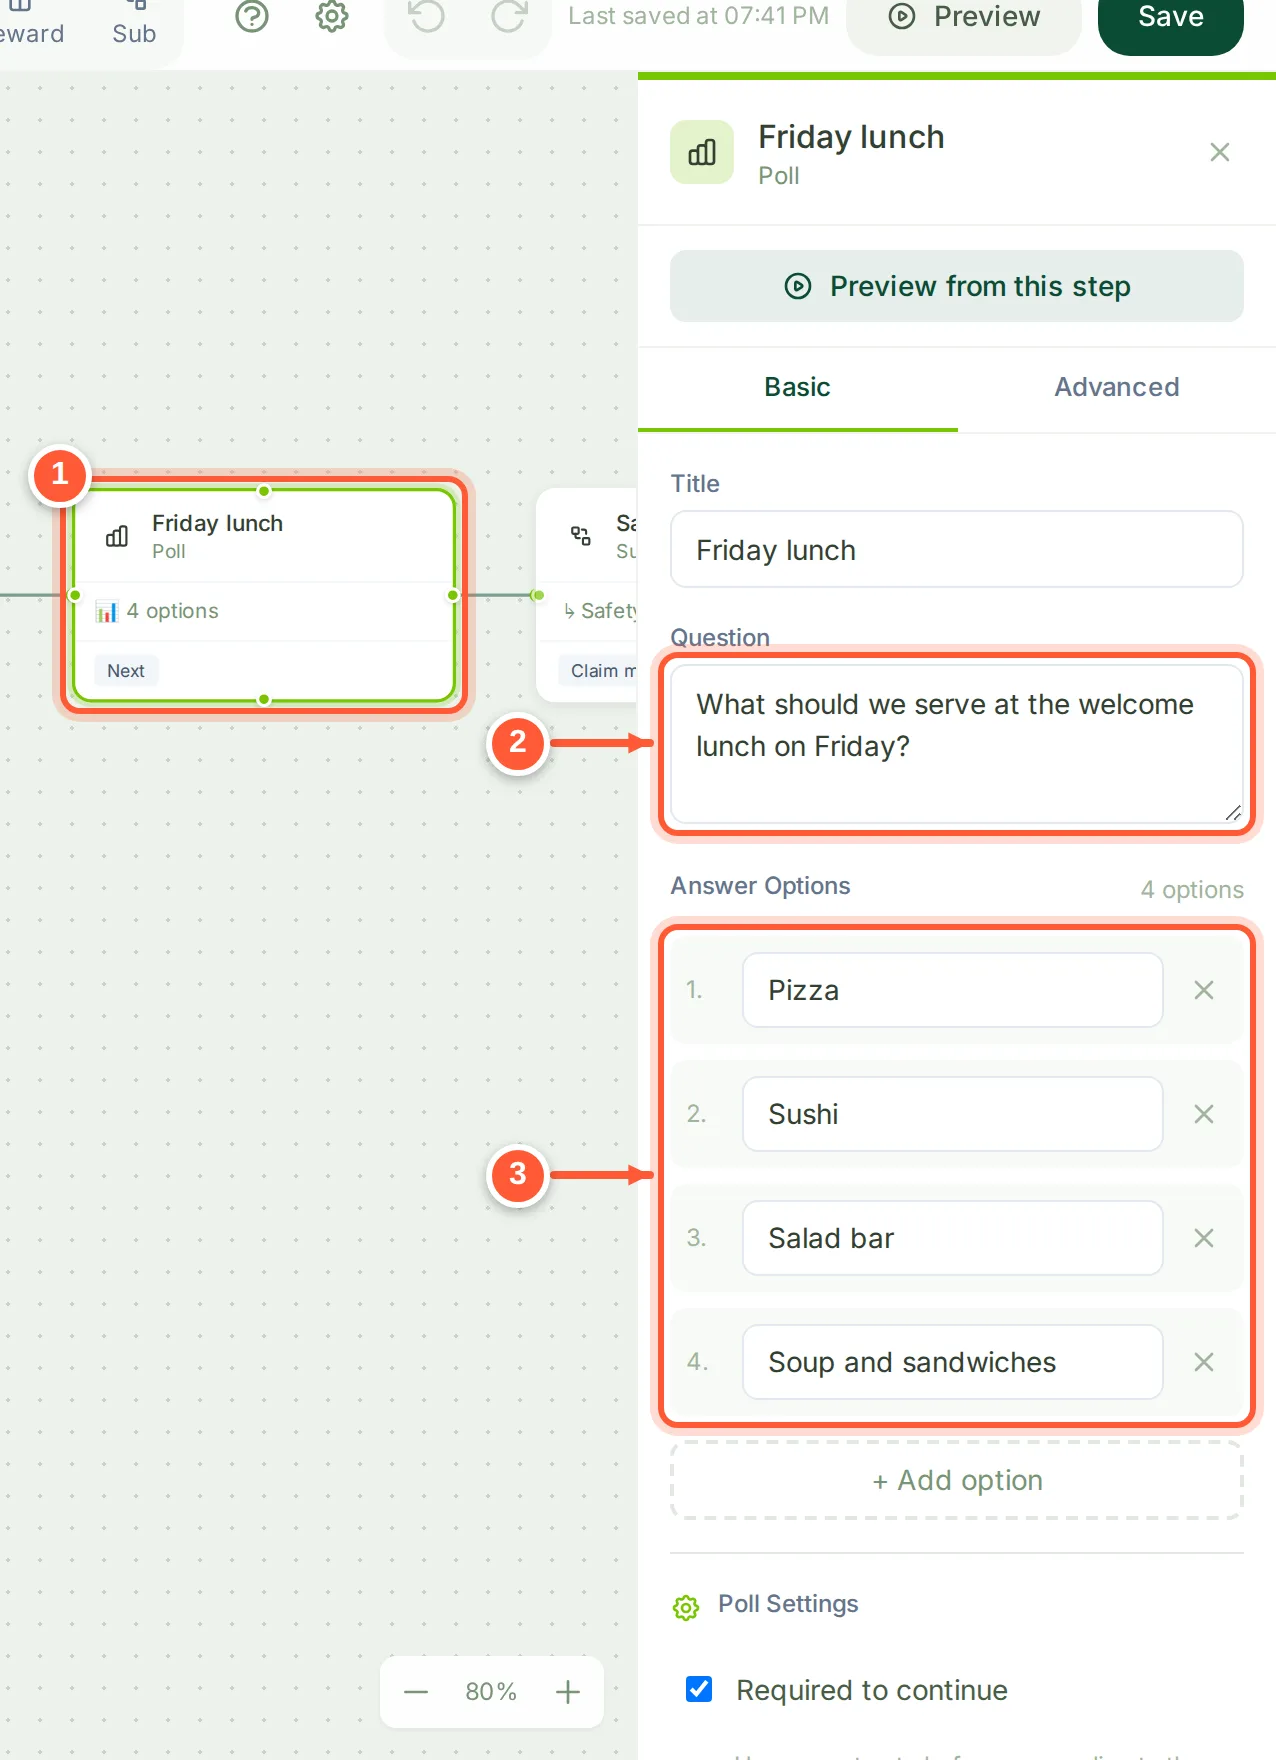 Sub
Last saved at 07:41 PM
Preview
Save
Friday lunch
Poll
Preview from this step
Basic
Advanced
Title
Friday lunch
Question
What should we serve at the welcome
lunch on Friday?
Answer Options
4 options
1.
Pizza
2.
Sushi
3.
Salad bar
4.
Soup and sandwiches
+ Add option
Poll Settings
Required to continue
1
Friday lunch
Poll
📊 4 options
Next
↳ Safety
Claim
2
3
80%